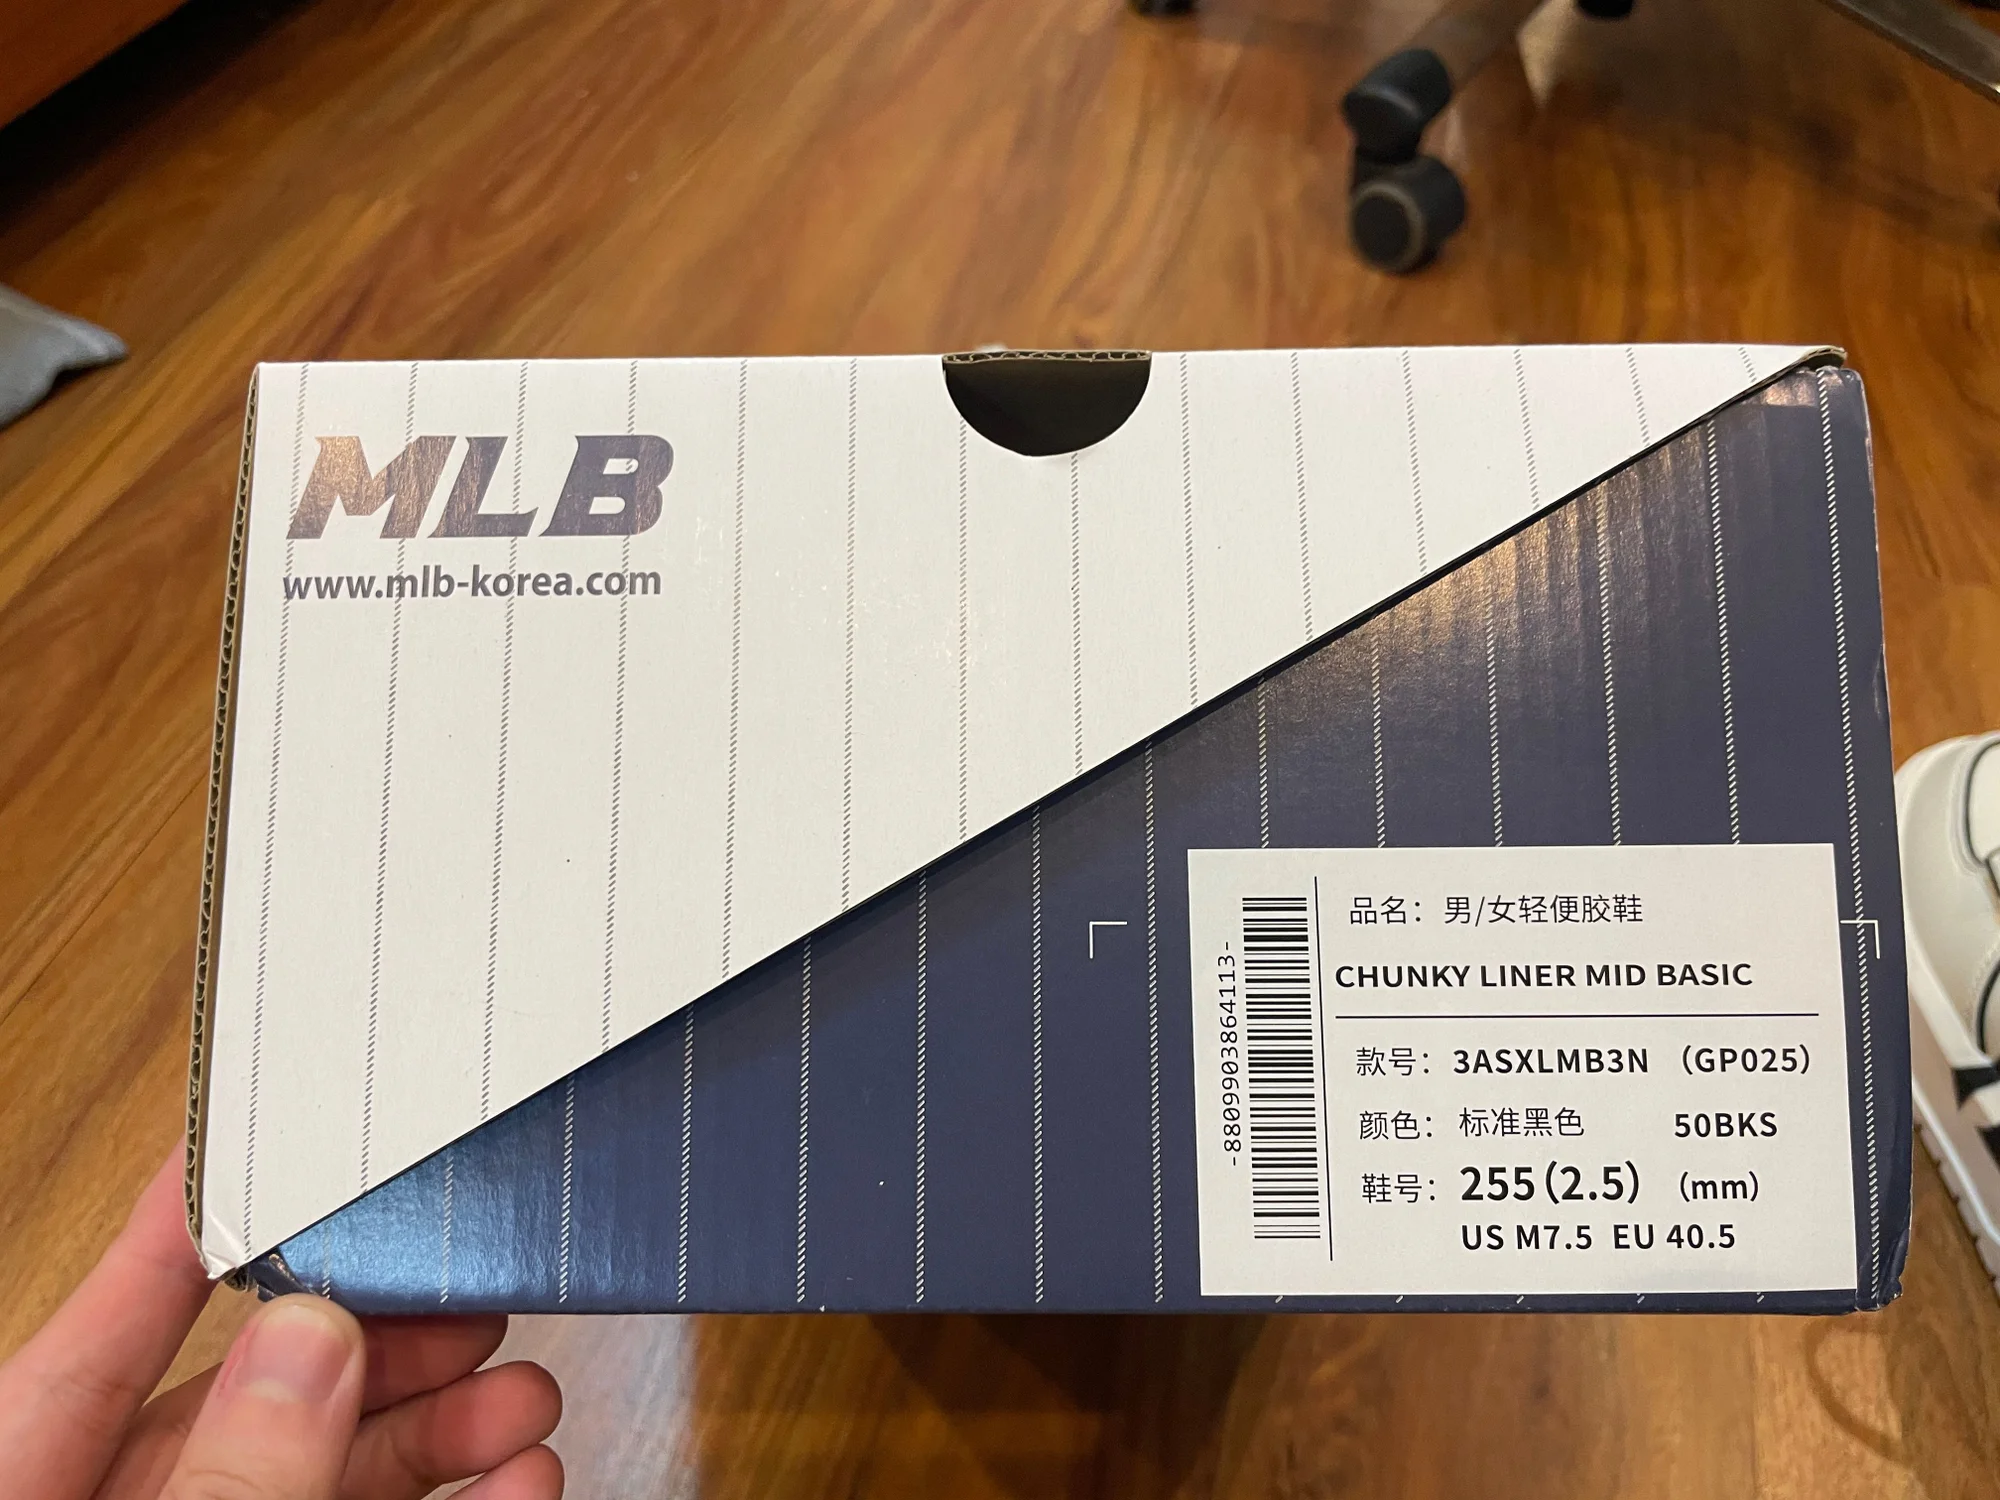 MLB
www.mlb-korea.com
-8809903864113-
品名：男/女轻便胶鞋
CHUNKY LINER MID BASIC
款号：3ASXLMB3N （GP025）
颜色：标准黑色 50BKS
鞋号：255（2.5） （mm）
US M7.5 EU 40.5